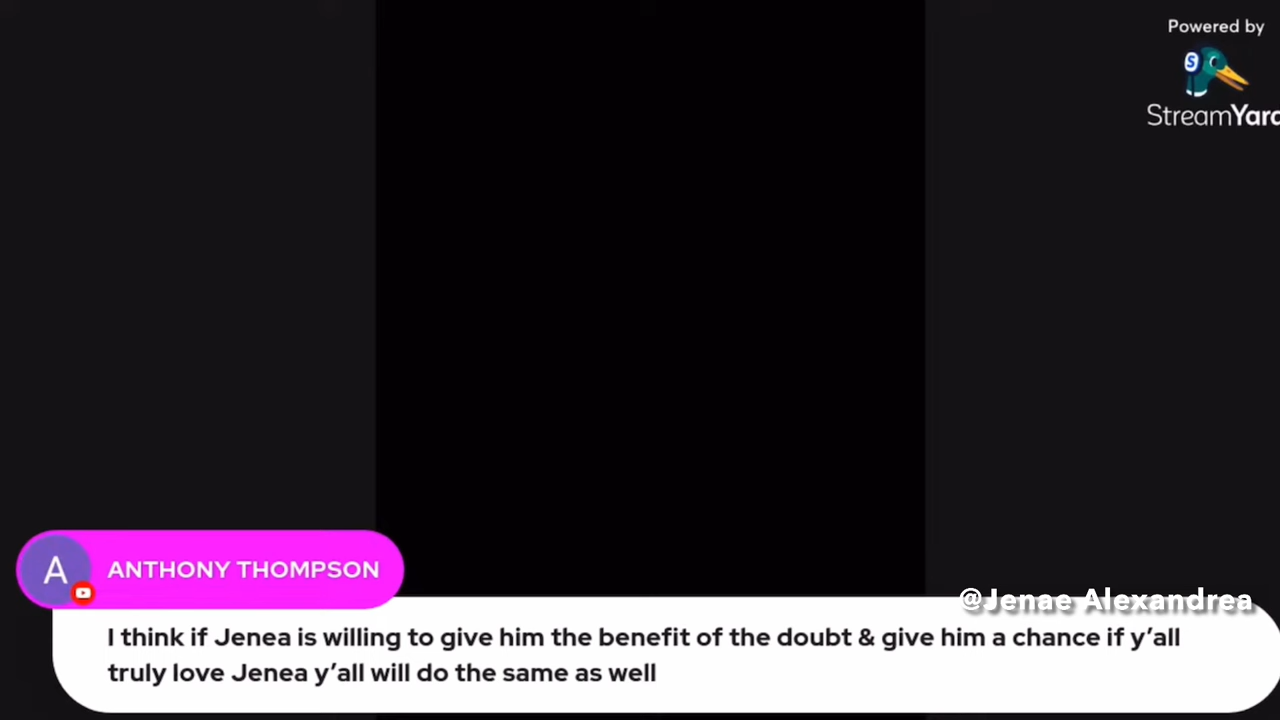 Powered by
S
StreamYard
A
ANTHONY THOMPSON
@Jenae Alexandrea
I think if Jenea is willing to give him the benefit of the doubt & give him a chance if y’all
truly love Jenea y’all will do the same as well